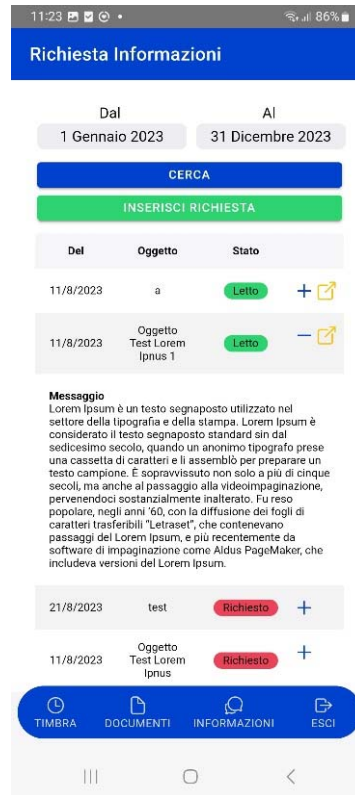 11:23 86%
Richiesta Informazioni
Dal Al
1 Gennaio 2023 31 Dicembre 2023
CERCA
INSERISCI RICHIESTA
Del Oggetto Stato
11/8/2023 a Letto
Oggetto
11/8/2023 Test Lorem Letto
Ipnus 1
Messaggio
Lorem Ipsum è un testo segnaposto utilizzato nel
settore della tipografia e della stampa. Lorem Ipsum è
considerato il testo segnaposto standard sin dal
sedicesimo secolo, quando un anonimo tipografo prese
una cassetta di caratteri e li assemblò per preparare un
testo campione. È sopravvissuto non solo a più di cinque
secoli, ma anche al passaggio alla videoimpaginazione,
pervenendoci sostanzialmente inalterato. Fu reso
popolare, negli anni '60, con la diffusione dei fogli di
caratteri trasferibili "Letraset", che contenevano
passaggi del Lorem Ipsum, e più recentemente da
software di impaginazione come Aldus PageMaker, che
includeva versioni del Lorem Ipsum.
21/8/2023 test Richiesto
Oggetto
11/8/2023 Test Lorem Richiesto
Ipnus
TIMBRA DOCUMENTI INFORMAZIONI ESCI